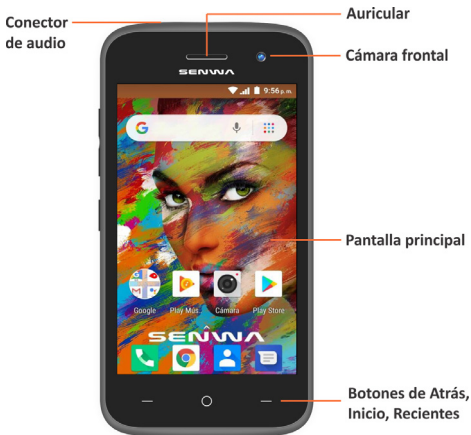 Auricular
Conector
de audio
Cámara frontal
SENWA
9:56 p. m.
G
Pantalla principal
Google
Play Mús..
Cámara
Play Store
SENWA
Botones de Atrás,
Inicio, Recientes